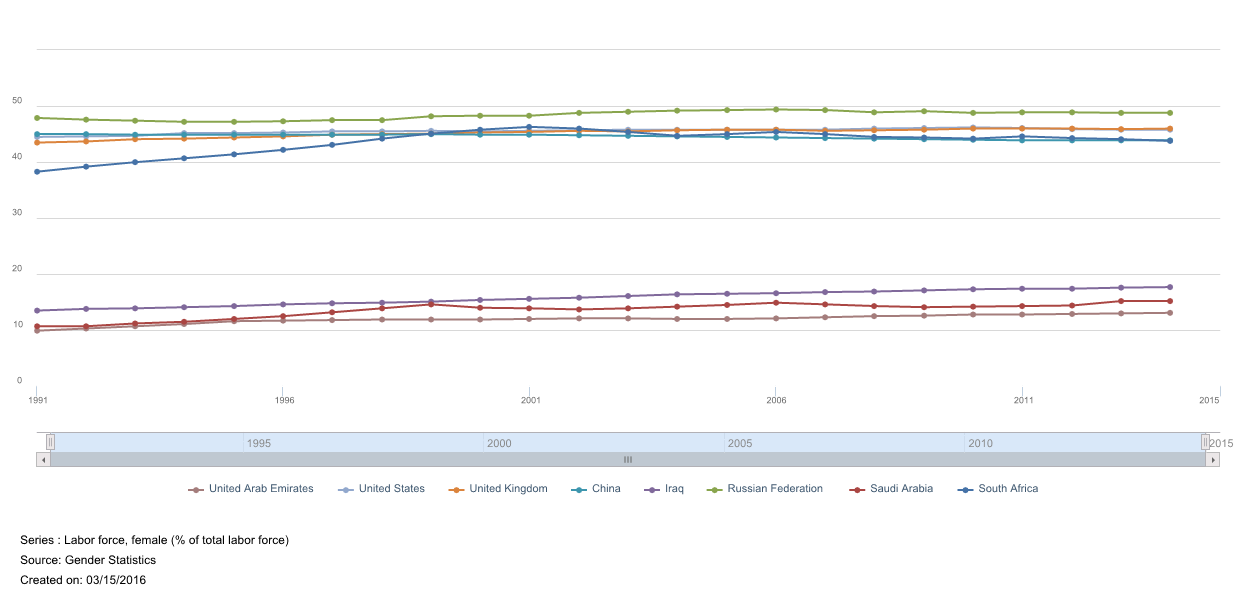 50
40
30
20
10
0
1991 1996 2001 2006 2011 2015
1995 2000 2005 2010 2015
United Arab Emirates United States United Kingdom China Iraq Russian Federation Saudi Arabia South Africa
Series : Labor force, female (% of total labor force)
Source: Gender Statistics
Created on: 03/15/2016